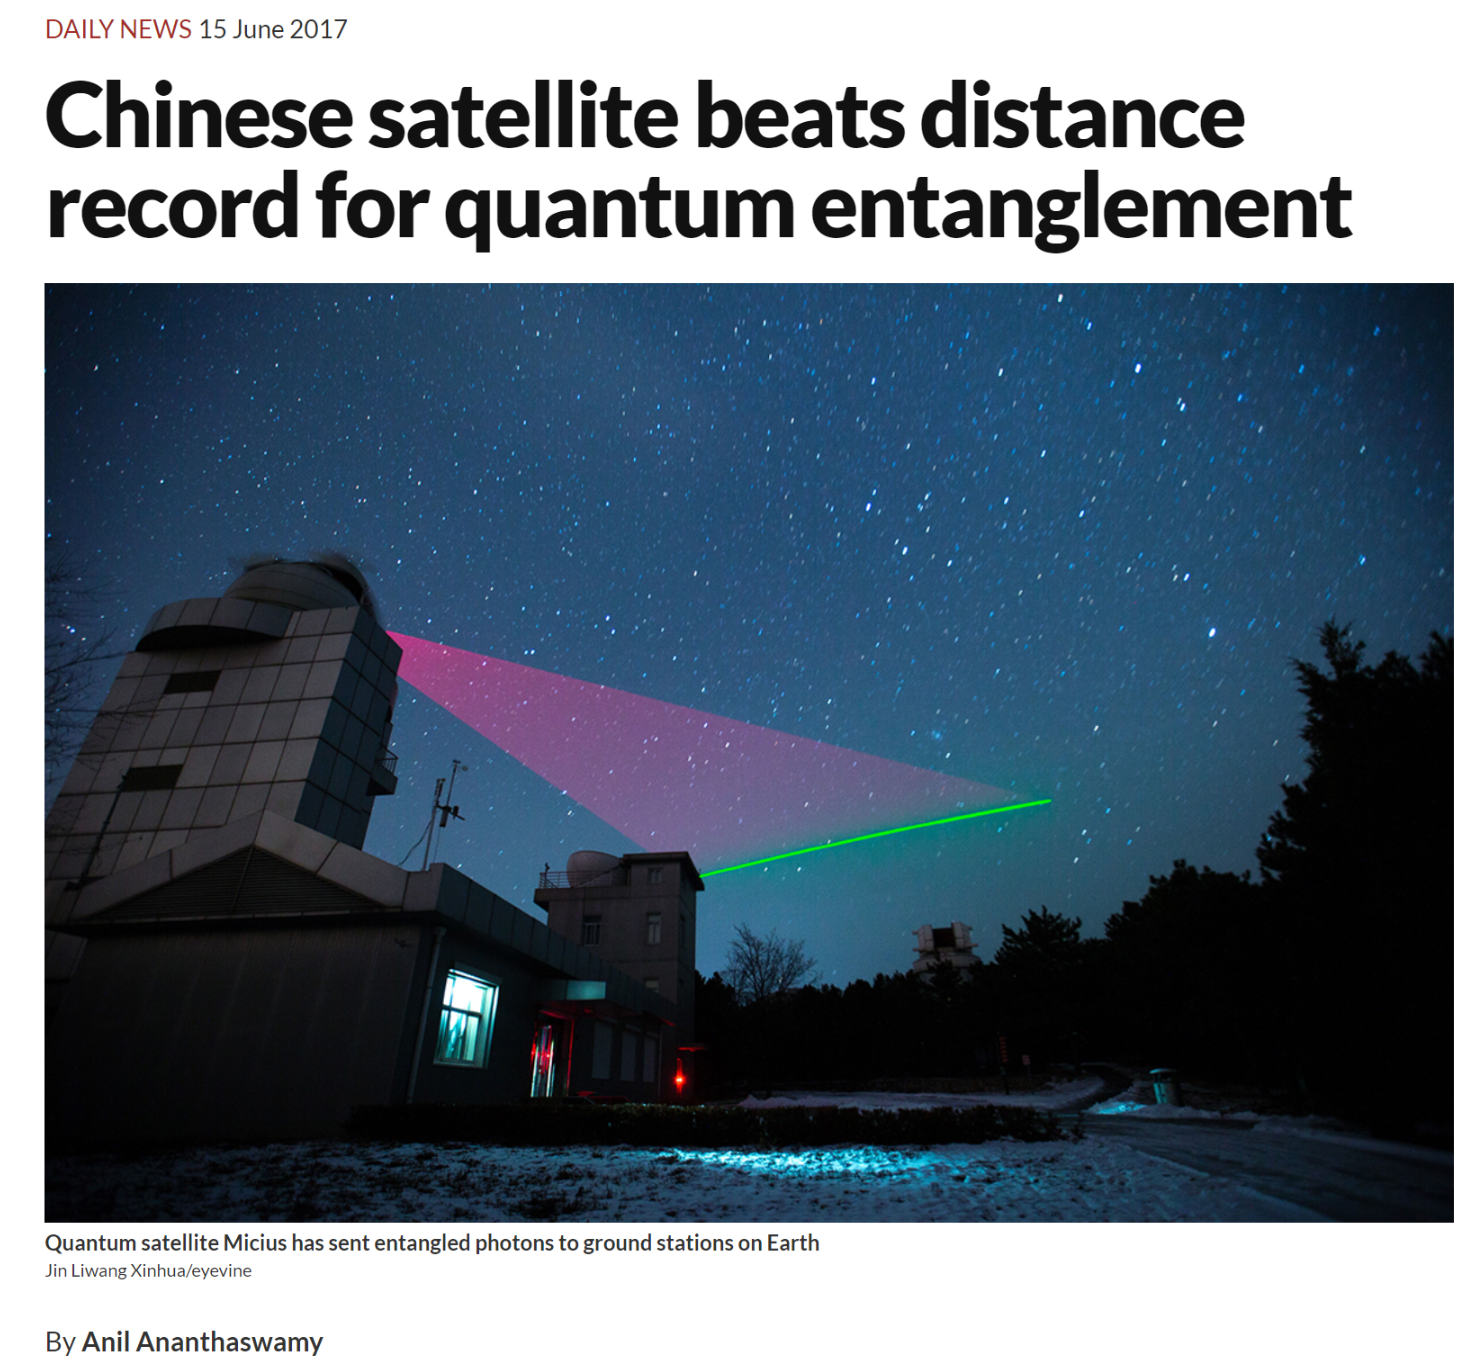 DAILY NEWS 15 June 2017
Chinese satellite beats distance
record for quantum entanglement
Quantum satellite Micius has sent entangled photons to ground stations on Earth
Jin Liwang Xinhua/eyevine
By Anil Ananthaswamy